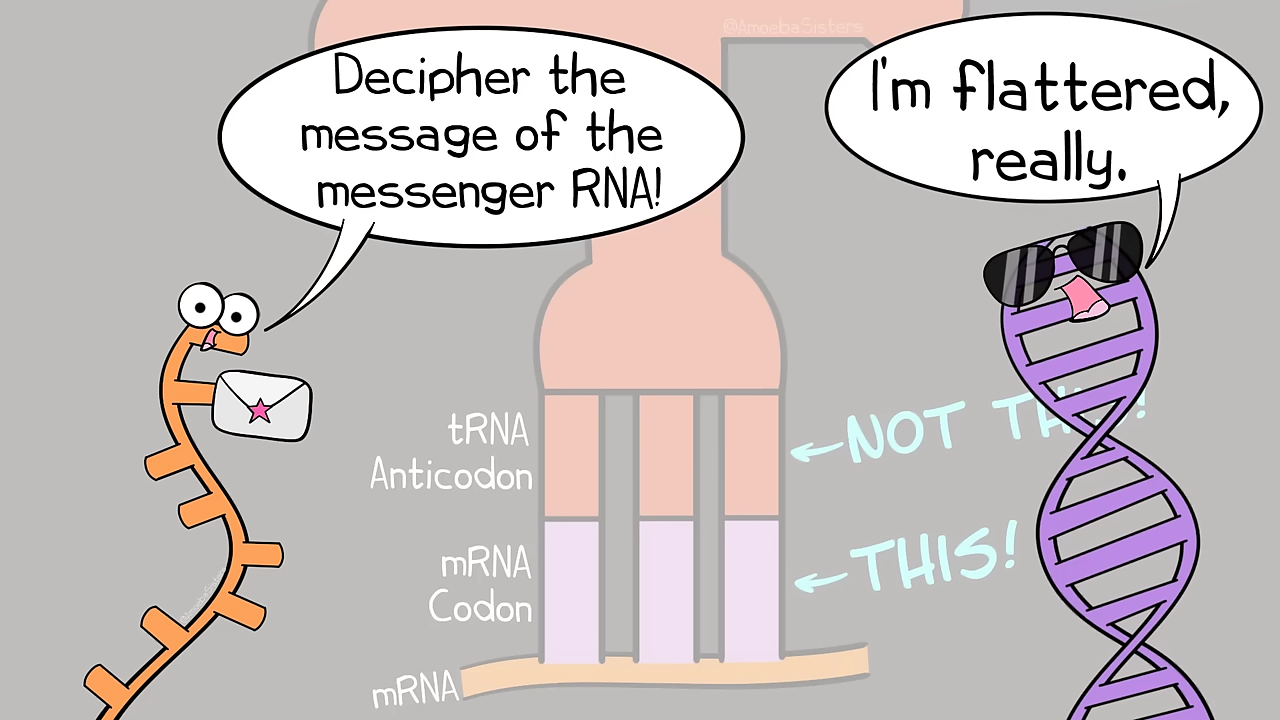 @AmoebaSisters
Decipher the
message of the
messenger RNA!
I'm flattered,
really.
tRNA
Anticodon
←NOT
mRNA
Codon
←THIS!
mRNA